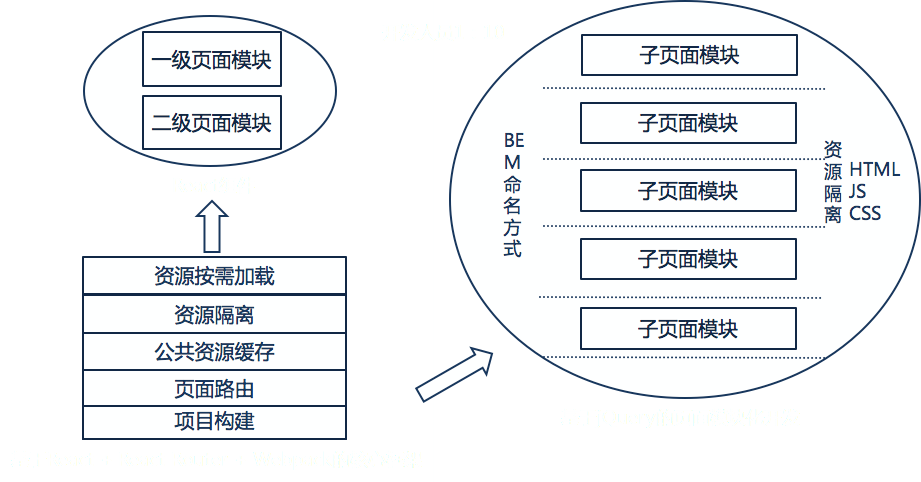 一级页面模块
二级页面模块
资源按需加载
资源隔离
公共资源缓存
页面路由
项目构建
BE
M
命
名
方
式
子页面模块
子页面模块
子页面模块
子页面模块
子页面模块
资
源
隔
离
HTML
JS
CSS